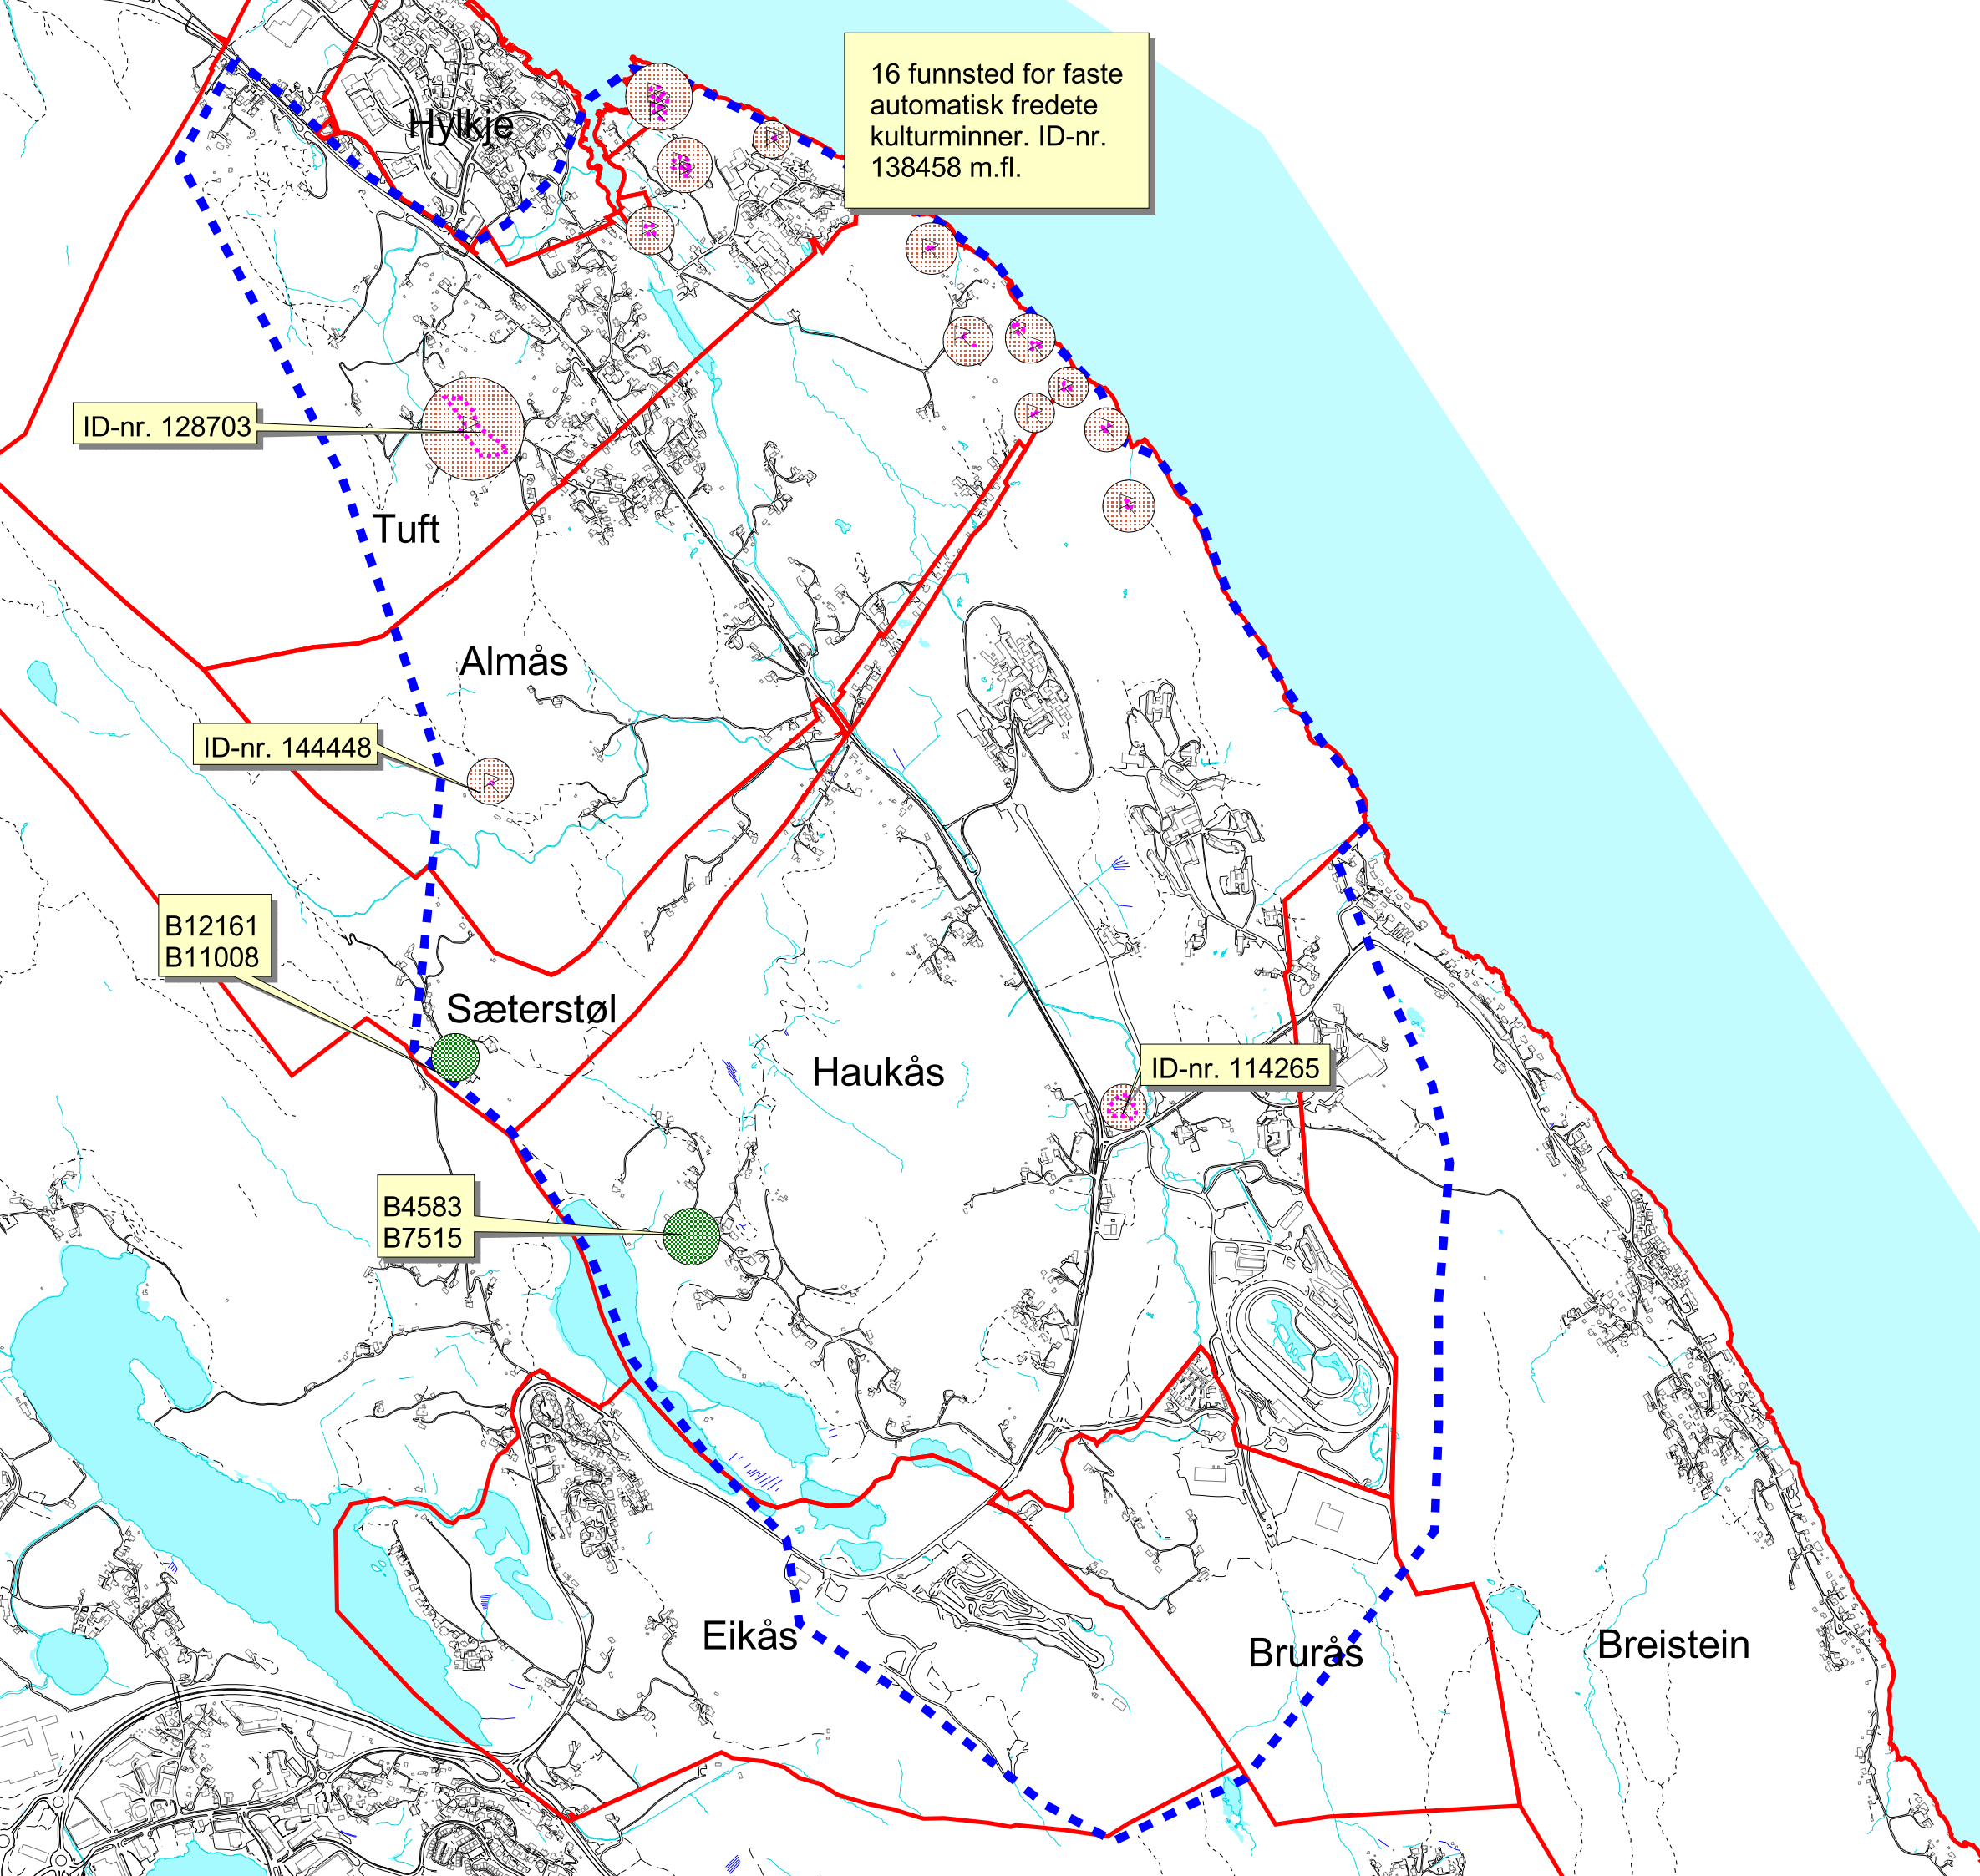 16 funnsted for faste
automatisk fredete
kulturminner. ID-nr.
138458 m.fl.
Hylkje
ID-nr. 128703
Tuft
Almås
ID-nr. 144448
B12161
B11008
Sæterstøl
Haukås
ID-nr. 114265
B4583
B7515
Eikås
Brurås
Breistein